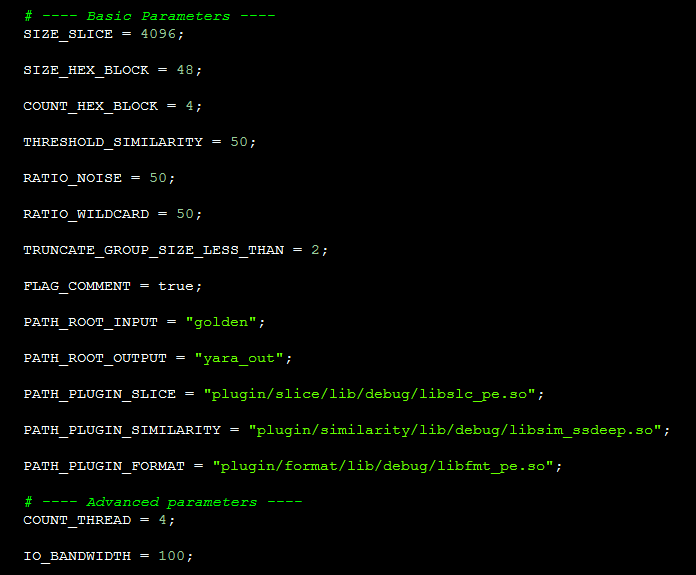 # ---- Basic Parameters ----
SIZE_SLICE = 4096;
SIZE_HEX_BLOCK = 48;
COUNT_HEX_BLOCK = 4;
THRESHOLD_SIMILARITY = 50;
RATIO_NOISE = 50;
RATIO_WILDCARD = 50;
TRUNCATE_GROUP_SIZE_LESS_THAN = 2;
FLAG_COMMENT = true;
PATH_ROOT_INPUT = "golden";
PATH_ROOT_OUTPUT = "yara_out";
PATH_PLUGIN_SLICE = "plugin/slice/lib/debug/libslc_pe.so";
PATH_PLUGIN_SIMILARITY = "plugin/similarity/lib/debug/libsim_ssdeep.so";
PATH_PLUGIN_FORMAT = "plugin/format/lib/debug/libfmt_pe.so";
# ---- Advanced parameters ----
COUNT_THREAD = 4;
IO_BANDWIDTH = 100;